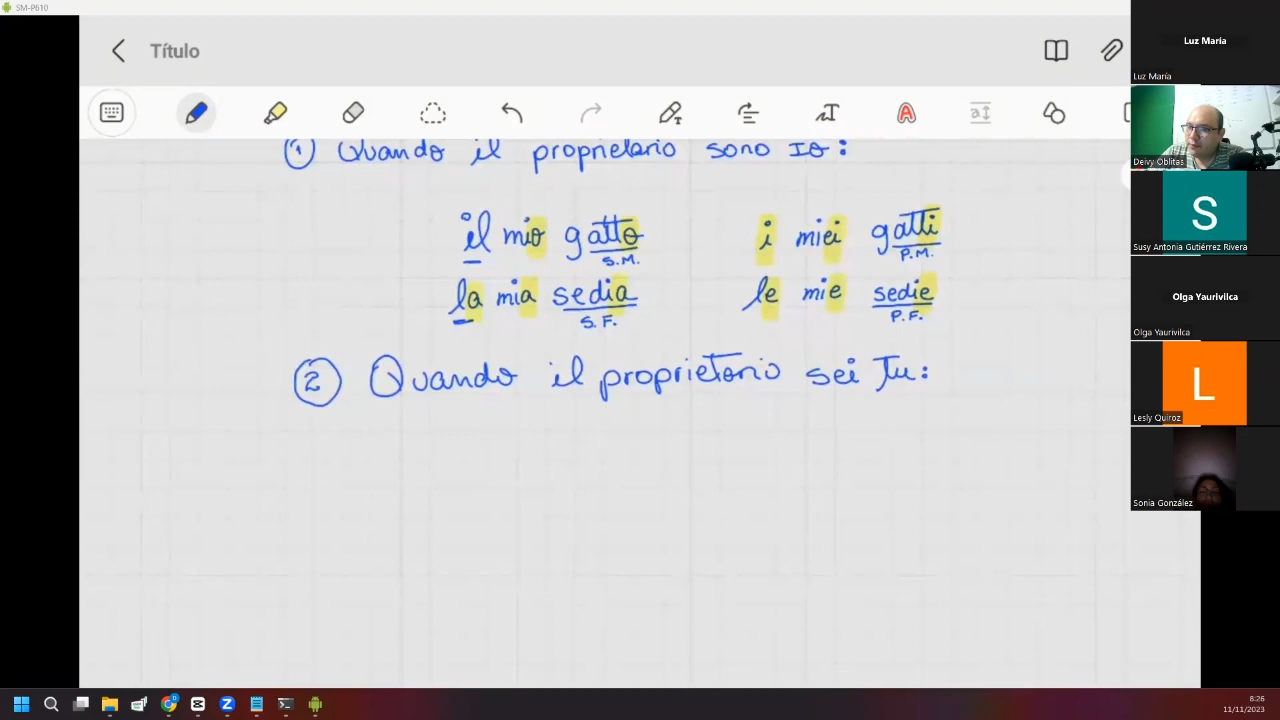 SM-P610
Título
Luz María
Luz María
Deivy Oblitas
S
Susy Antonia Gutiérrez Rivera
Olga Yaurivilca
Olga Yaurivilca
L
Lesly Quiroz
Sonia González
1 Quando il proprietario sono IO:
il mio gatto i miei gatti
S.M. P.M.
la mia sedia le mie sedie
S.F. P.F.
2 Quando il proprietario sei Tu:
8:26
11/11/2023